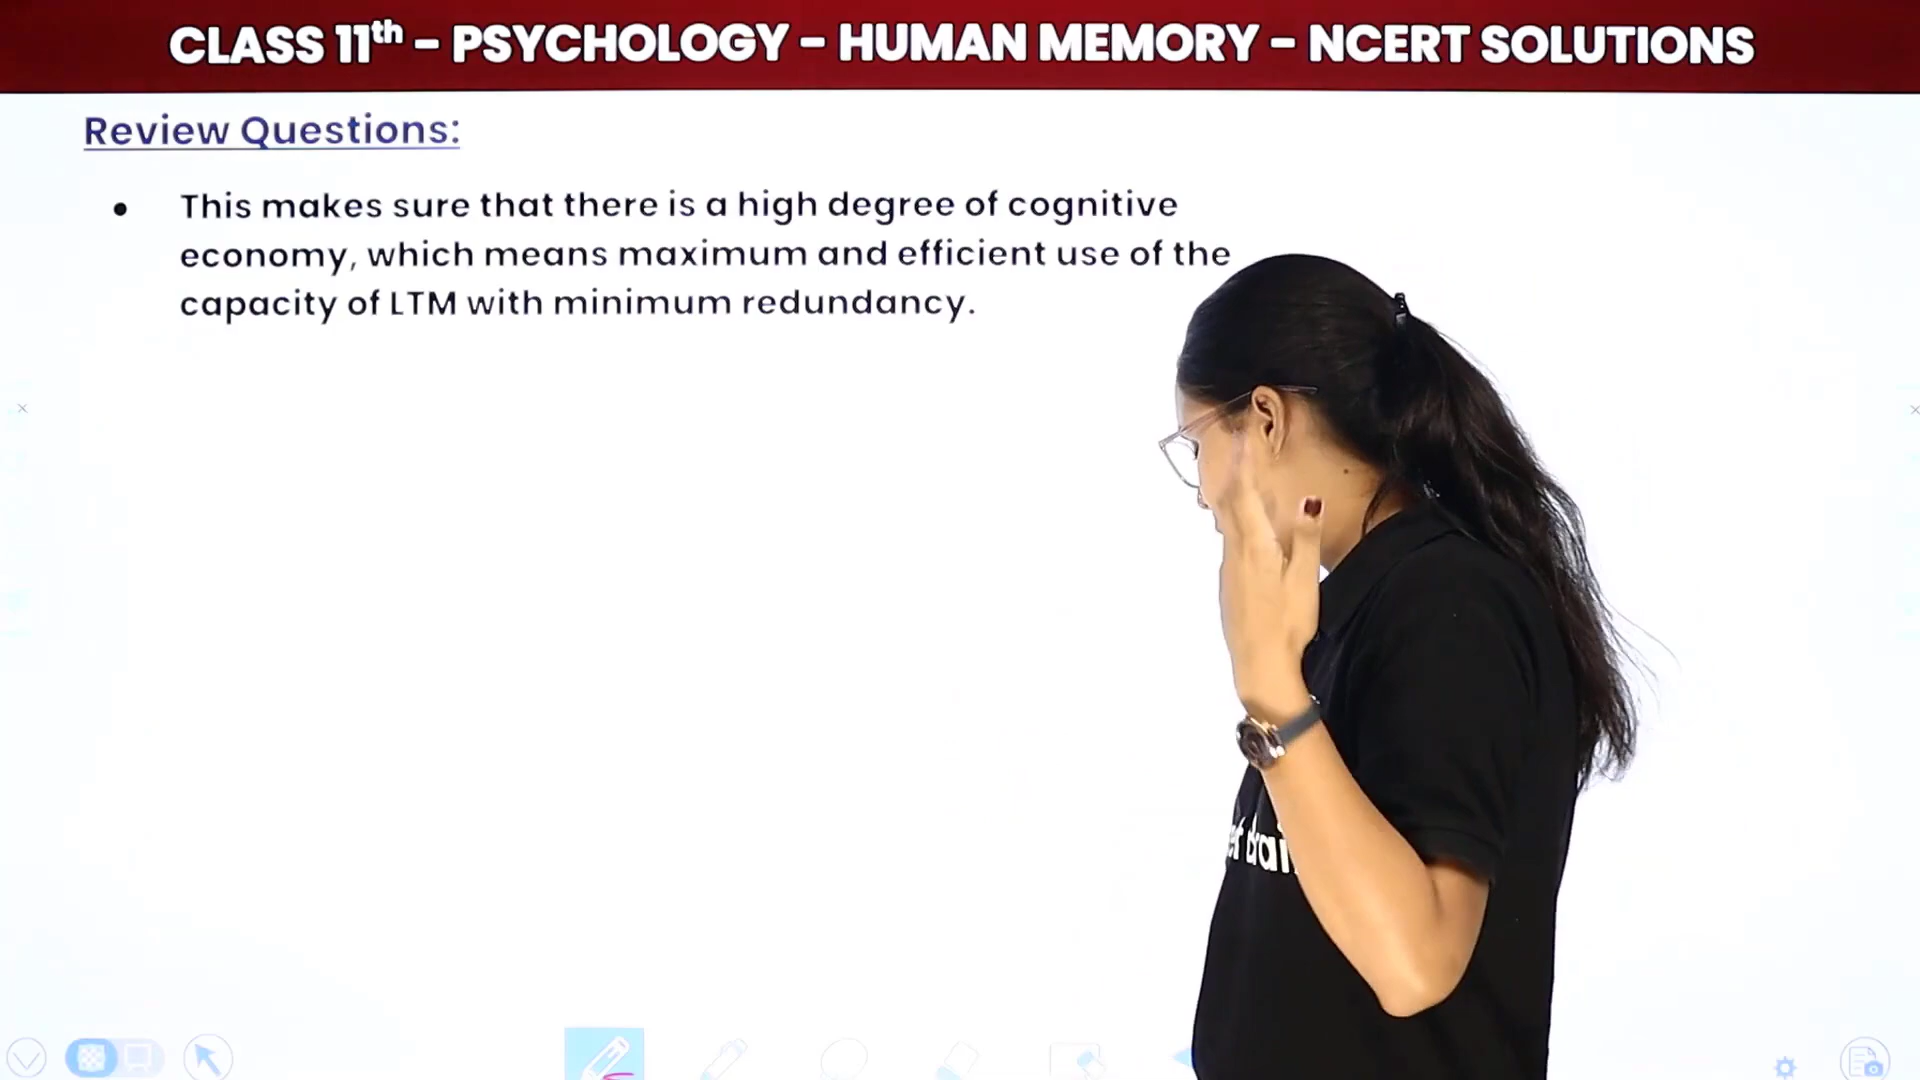 CLASS 11th - PSYCHOLOGY - HUMAN MEMORY - NCERT SOLUTIONS
Review Questions:
• This makes sure that there is a high degree of cognitive
economy, which means maximum and efficient use of the
capacity of LTM with minimum redundancy.